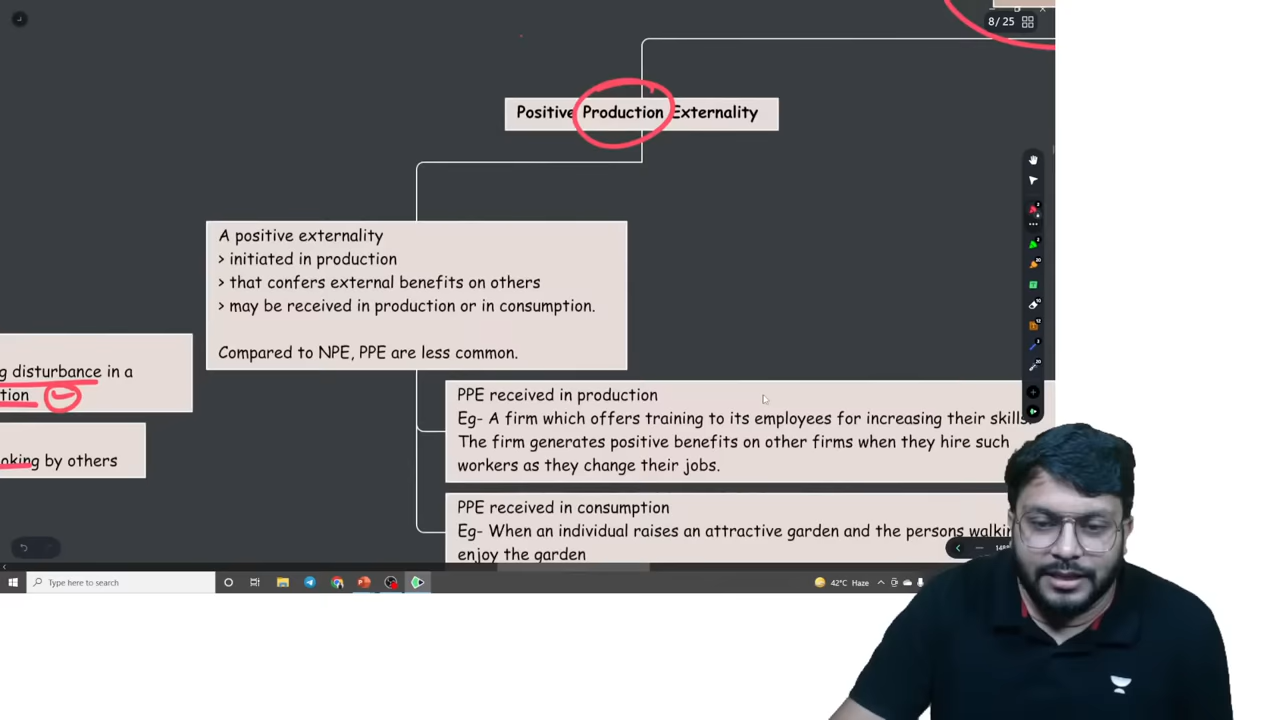 8/25
Positive Production Externality
A positive externality
> initiated in production
> that confers external benefits on others
> may be received in production or in consumption.
Compared to NPE, PPE are less common.
g disturbance in a
tion
oking by others
PPE received in production
Eg- A firm which offers training to its employees for increasing their skills.
The firm generates positive benefits on other firms when they hire such
workers as they change their jobs.
PPE received in consumption
Eg- When an individual raises an attractive garden and the persons walkin
enjoy the garden
Type here to search
42°C Haze